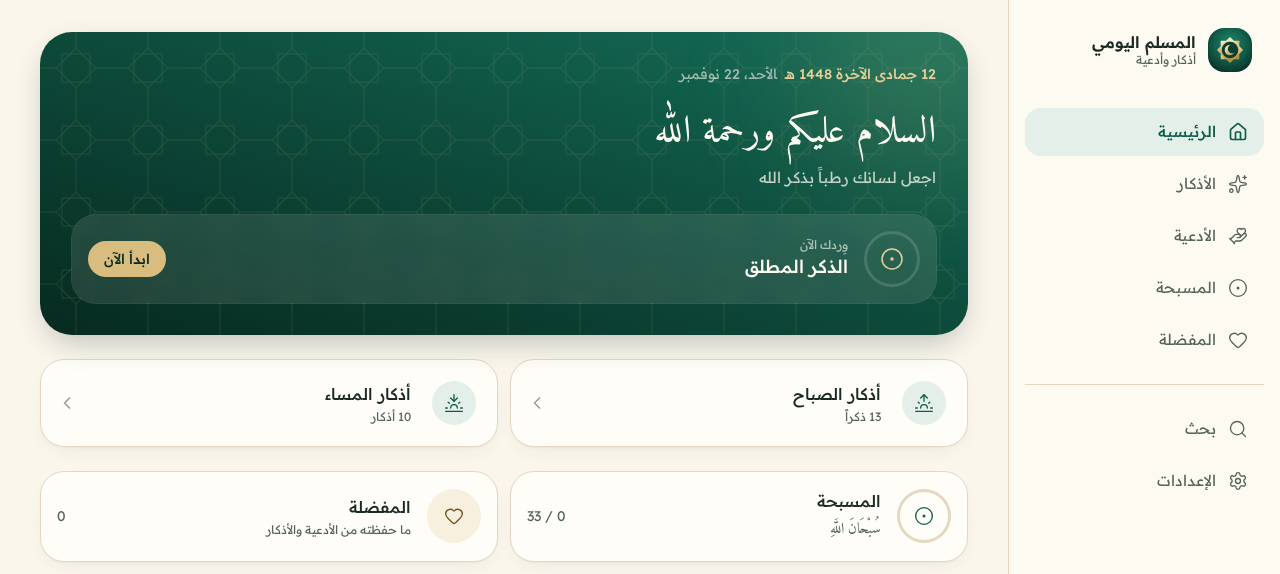 المسلم اليومي
أذكار وأدعية
الرئيسية
الأذكار
الأدعية
المسبحة
المفضلة
بحث
الإعدادات
12 جمادى الآخرة 1448 هـ الأحد، 22 نوفمبر
السلام عليكم ورحمة الله
اجعل لسانك رطباً بذكر الله
وِردك الآن
الذكر المطلق
ابدأ الآن
أذكار الصباح
13 ذكراً
أذكار المساء
10 أذكار
المسبحة
سُبْحَانَ اللَّهِ
33 / 0
المفضلة
ما حفظته من الأدعية والأذكار
0